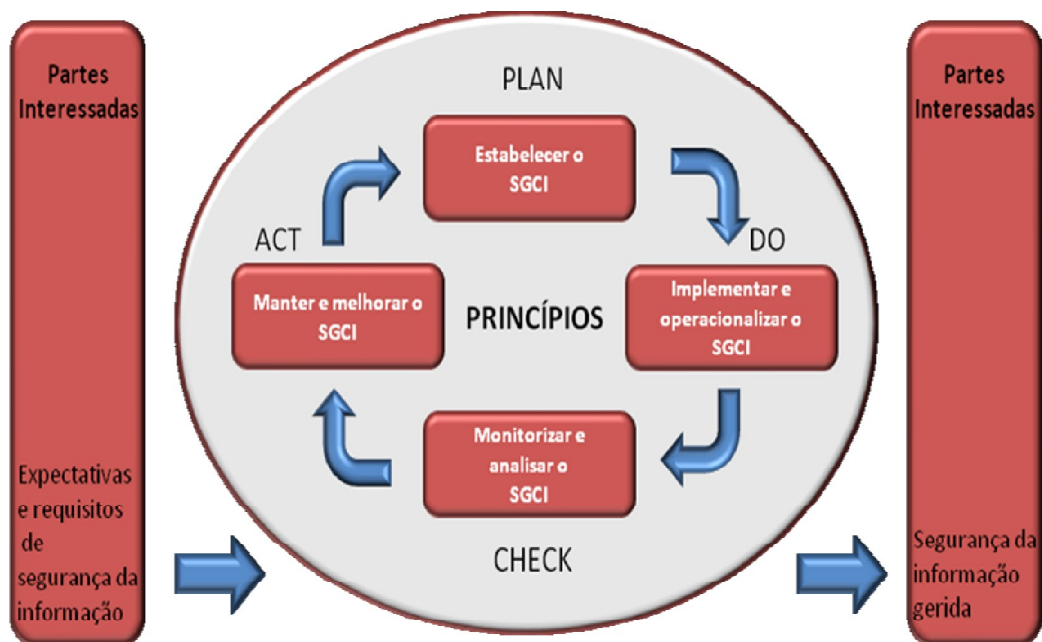 Partes
Interessadas
Expectativas
e requisitos
de
segurança da
informação
PLAN
Estabelecer o
SGCI
ACT
DO
Manter e melhorar o
SGCI
PRINCÍPIOS
Implementar e
operacionalizar o
SGCI
Monitorizar e
analisar o
SGCI
CHECK
Partes
Interessadas
Segurança da
informação
gerida